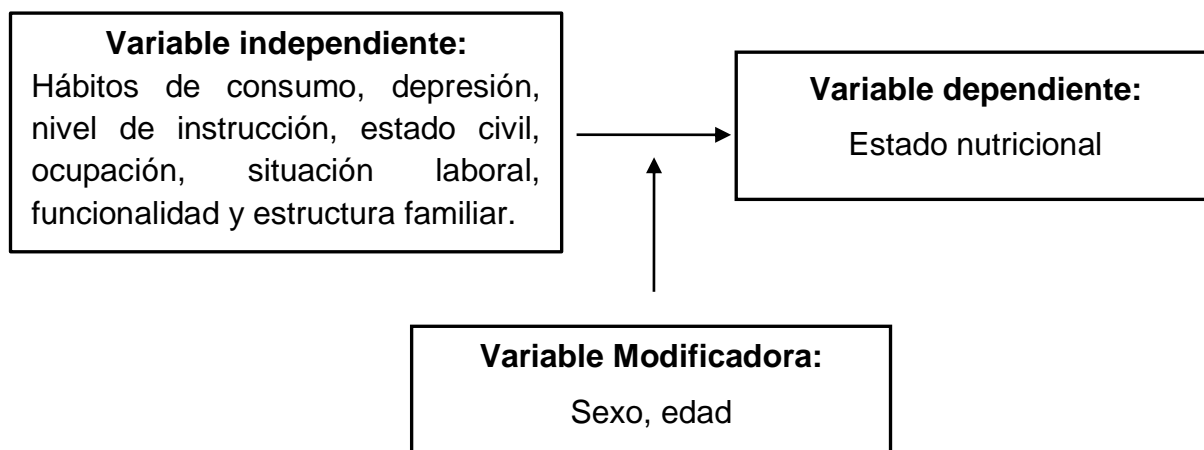 Variable independiente:
Hábitos de consumo, depresión,
nivel de instrucción, estado civil,
ocupación, situación laboral,
funcionalidad y estructura familiar.
Variable dependiente:
Estado nutricional
Variable Modificadora:
Sexo, edad